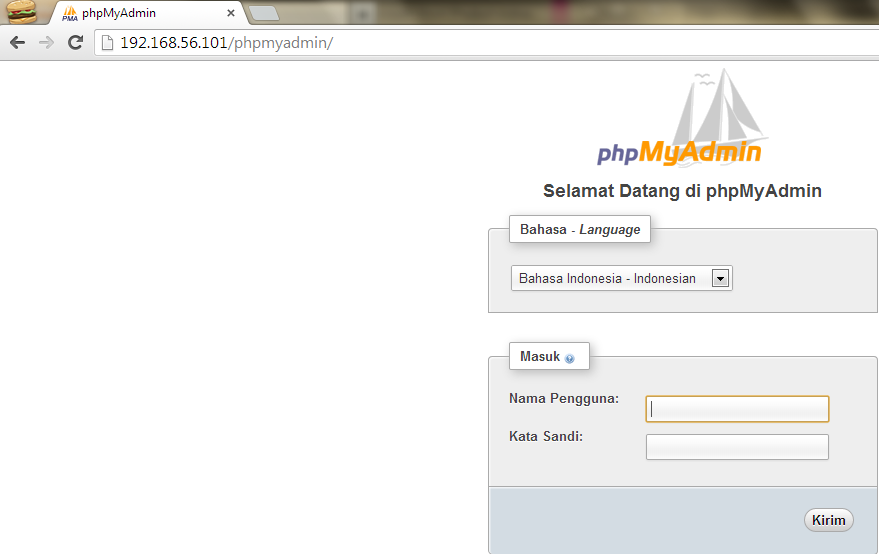 PMA phpMyAdmin
192.168.56.101/phpmyadmin/
phpMyAdmin
Selamat Datang di phpMyAdmin
Bahasa - Language
Bahasa Indonesia - Indonesian
Masuk
Nama Pengguna:
Kata Sandi:
Kirim